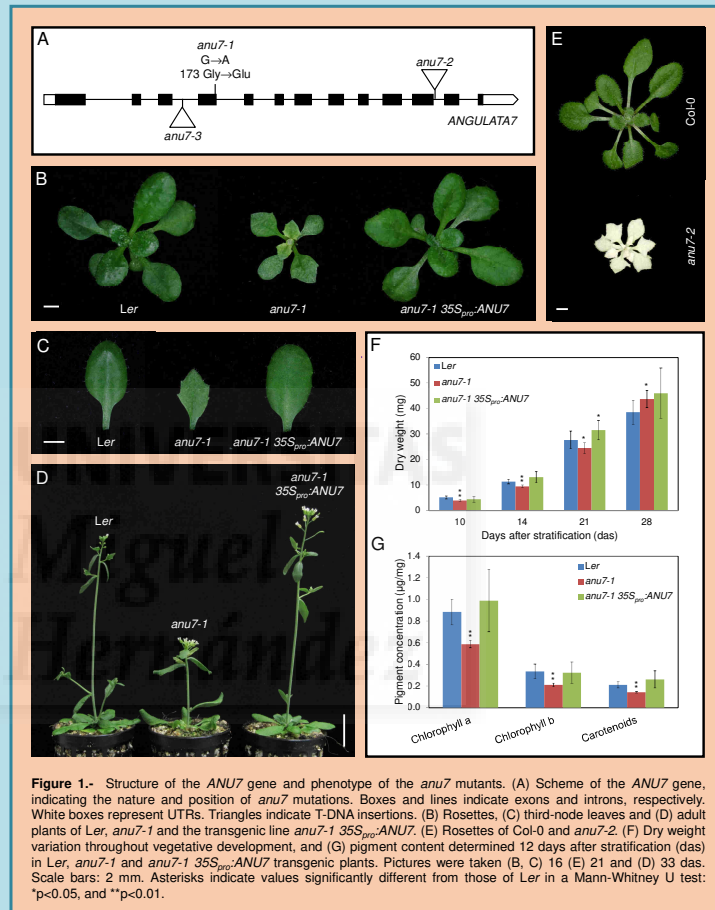 A
anu7-1
G→A
173 Gly→Glu
anu7-2
anu7-3
ANGULATA7
B
Ler
anu7-1
anu7-1 35Spro:ANU7
C
Ler
anu7-1
anu7-1 35Spro:ANU7
D
Ler
anu7-1
anu7-1
35Spro:ANU7
E
Col-0
anu7-2
F
Dry weight (mg)
60
50
40
30
20
10
0
Ler
anu7-1
anu7-1 35Spro:ANU7
**
**
*
*
*
10
14
21
28
Days after stratification (das)
G
Pigment concentration (µg/mg)
1.4
1.2
1.0
0.8
0.6
0.4
0.2
0.0
Ler
anu7-1
anu7-1 35Spro:ANU7
**
**
**
Chlorophyll a
Chlorophyll b
Carotenoids
UNIVERSITAS
Miguel
Hernández
Figure 1.- Structure of the ANU7 gene and phenotype of the anu7 mutants. (A) Scheme of the ANU7 gene,
indicating the nature and position of anu7 mutations. Boxes and lines indicate exons and introns, respectively.
White boxes represent UTRs. Triangles indicate T-DNA insertions. (B) Rosettes, (C) third-node leaves and (D) adult
plants of Ler, anu7-1 and the transgenic line anu7-1 35Spro:ANU7. (E) Rosettes of Col-0 and anu7-2. (F) Dry weight
variation throughout vegetative development, and (G) pigment content determined 12 days after stratification (das)
in Ler, anu7-1 and anu7-1 35Spro:ANU7 transgenic plants. Pictures were taken (B, C) 16 (E) 21 and (D) 33 das.
Scale bars: 2 mm. Asterisks indicate values significantly different from those of Ler in a Mann-Whitney U test:
*p<0.05, and **p<0.01.